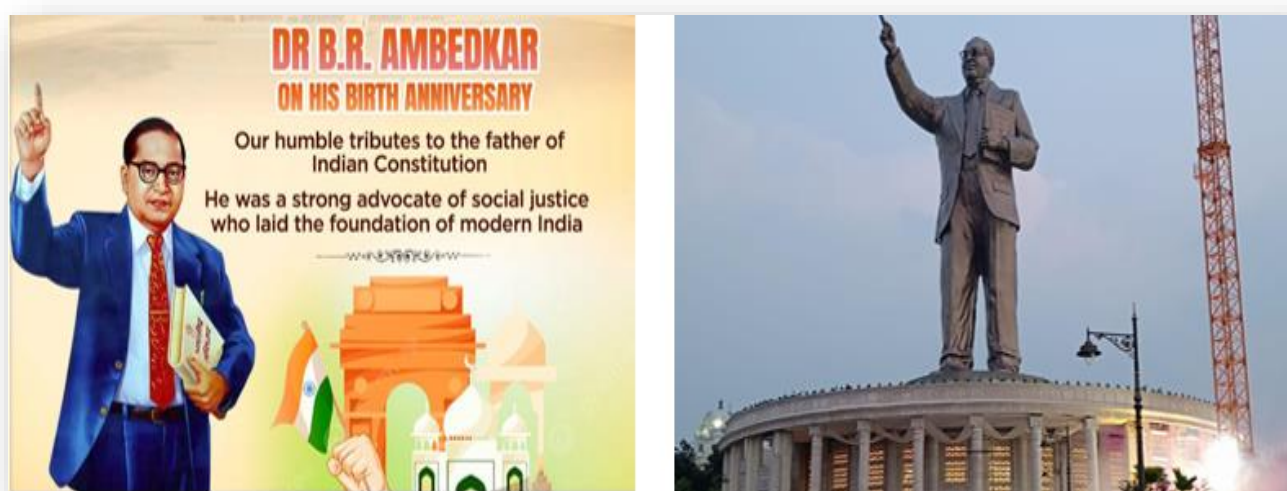 DR B.R. AMBEDKAR
ON HIS BIRTH ANNIVERSARY
Our humble tributes to the father of
Indian Constitution
He was a strong advocate of social justice
who laid the foundation of modern India